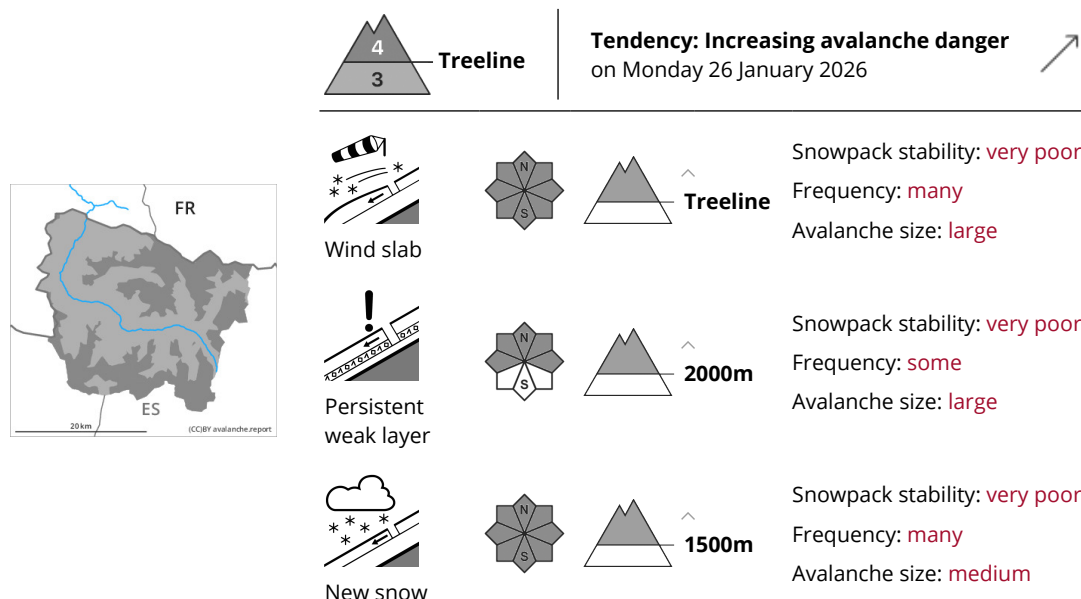 4
3
Treeline
Tendency: Increasing avalanche danger
on Monday 26 January 2026
FR
ES
20 km
(CC)BY avalanche.report
Wind slab
N
S
Treeline
Snowpack stability: very poor
Frequency: many
Avalanche size: large
Persistent
weak layer
N
S
2000m
Snowpack stability: very poor
Frequency: some
Avalanche size: large
New snow
N
S
1500m
Snowpack stability: very poor
Frequency: many
Avalanche size: medium